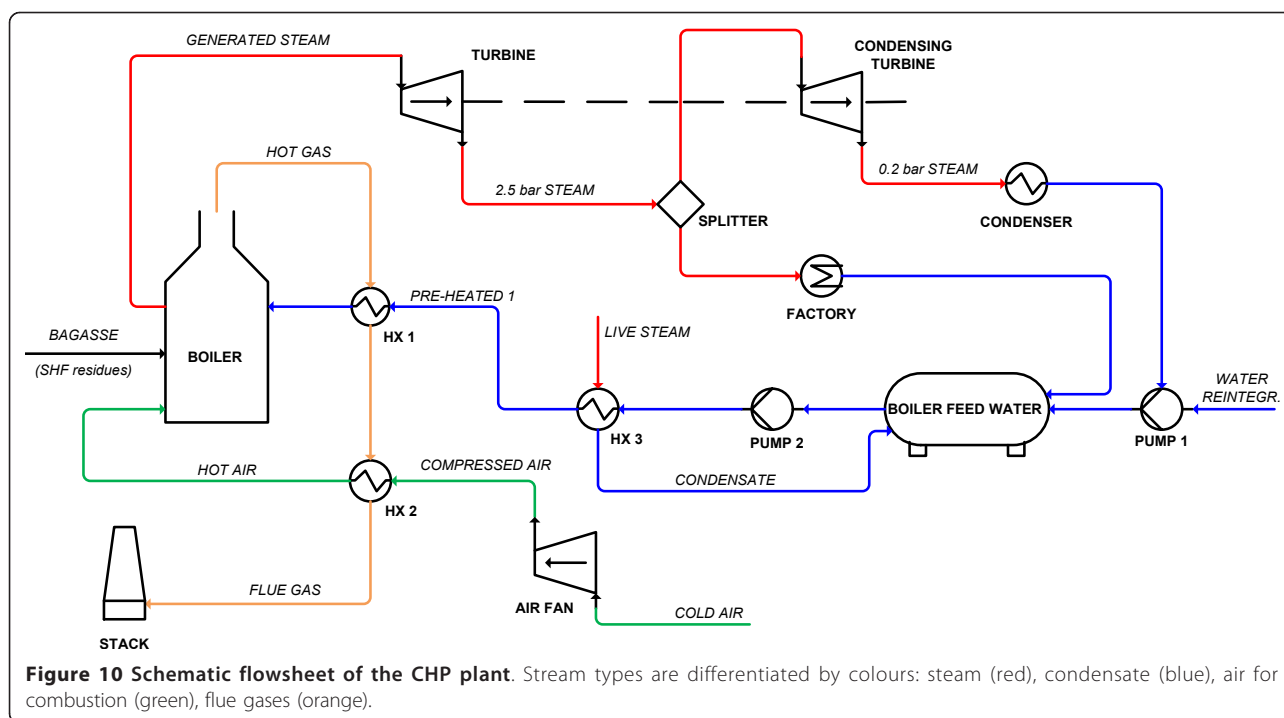 GENERATED STEAM
TURBINE
CONDENSING
TURBINE
HOT GAS
2.5 bar STEAM
0.2 bar STEAM
SPLITTER
CONDENSER
PRE-HEATED 1
FACTORY
LIVE STEAM
HX 1
BAGASSE
(SHF residues)
BOILER
WATER
REINTEGR.
BOILER FEED WATER
HX 3
PUMP 2
PUMP 1
HOT AIR
COMPRESSED AIR
CONDENSATE
HX 2
FLUE GAS
AIR FAN
COLD AIR
STACK
Figure 10 Schematic flowsheet of the CHP plant. Stream types are differentiated by colours: steam (red), condensate (blue), air for
combustion (green), flue gases (orange).